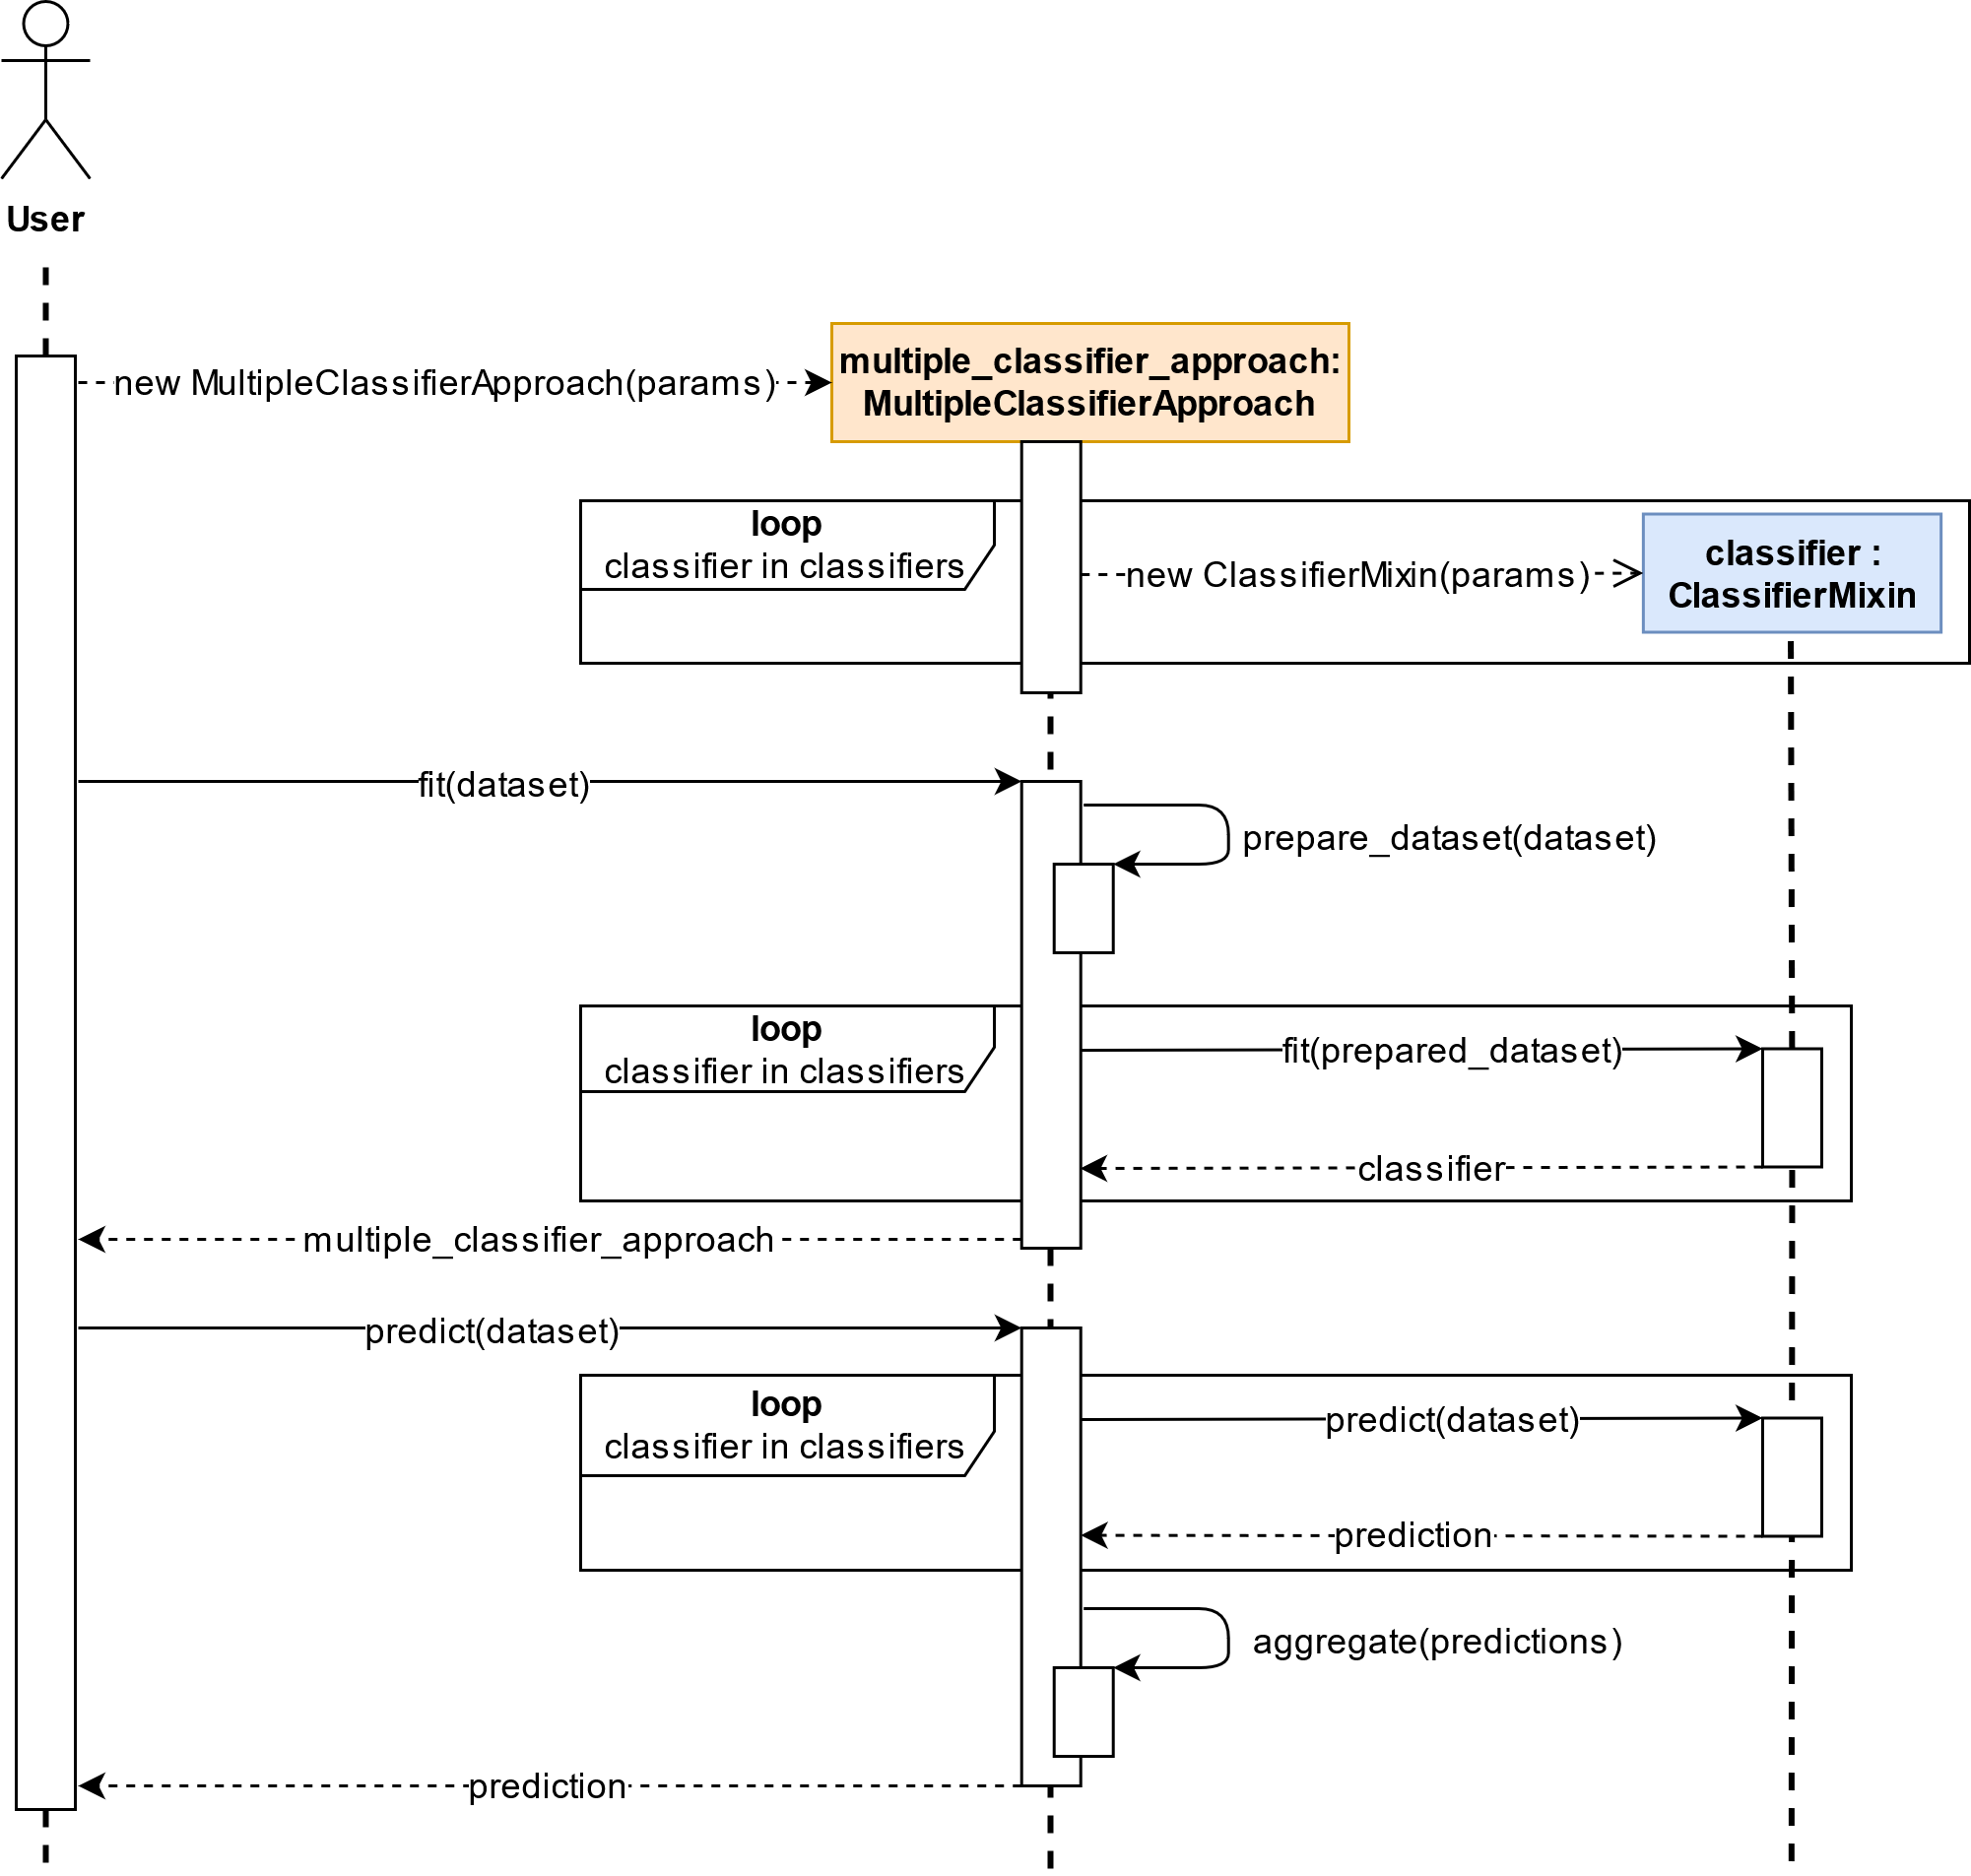 User
new MultipleClassifierApproach(params)
multiple_classifier_approach:
MultipleClassifierApproach
loop
classifier in classifiers
new ClassifierMixin(params)
classifier :
ClassifierMixin
fit(dataset)
prepare_dataset(dataset)
loop
classifier in classifiers
fit(prepared_dataset)
classifier
multiple_classifier_approach
predict(dataset)
loop
classifier in classifiers
predict(dataset)
prediction
aggregate(predictions)
prediction